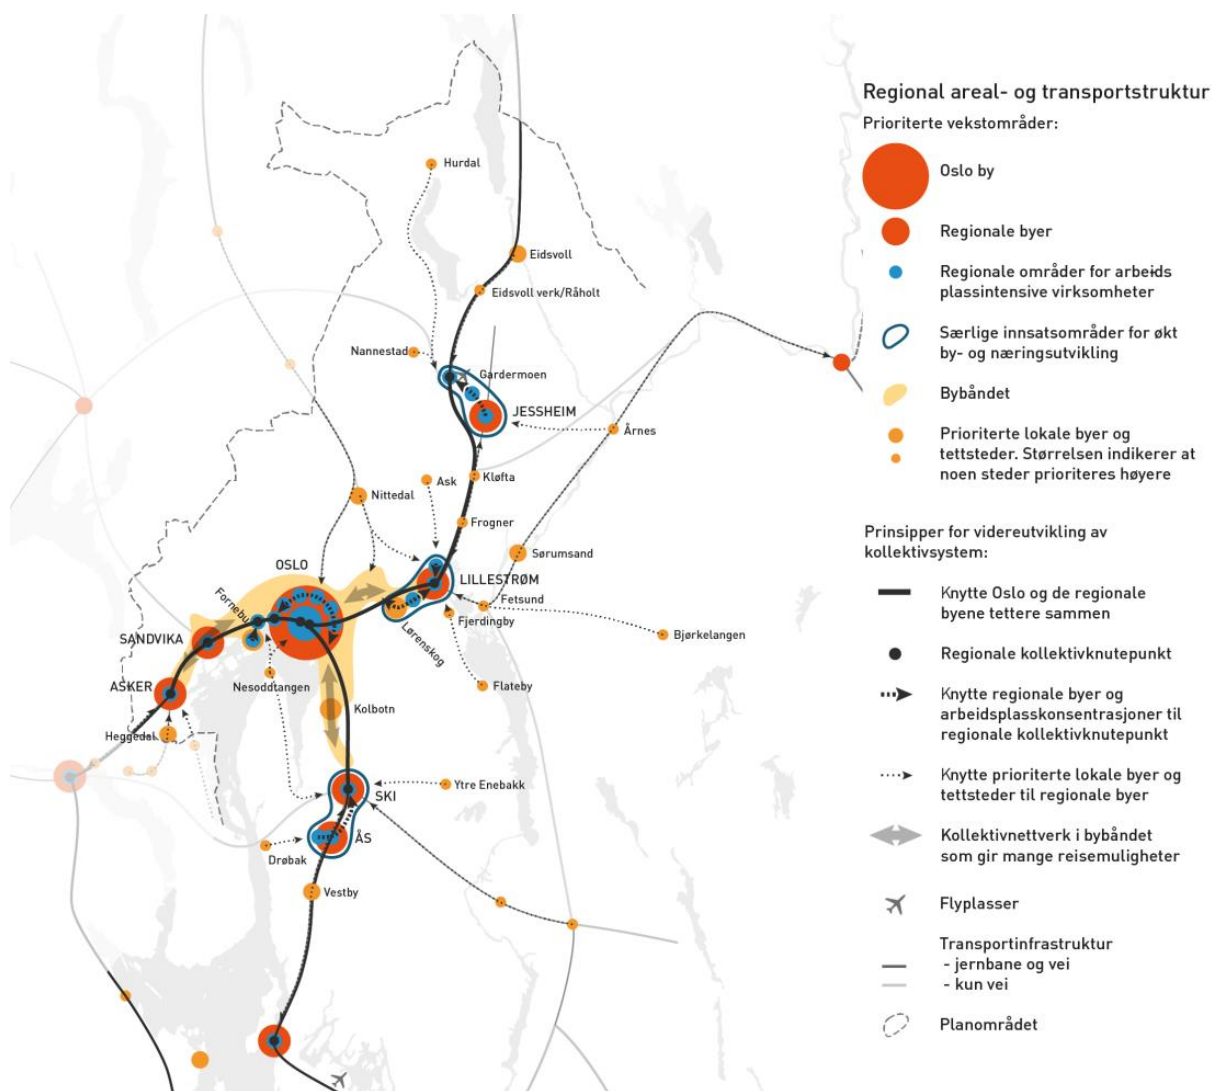 Regional areal- og transportstruktur
Prioriterte vekstområder:
Oslo by
Regionale byer
Regionale områder for arbeids
plassintensive virksomheter
Særlige innsatsområder for økt
by- og næringsutvikling
Bybåndet
Prioriterte lokale byer og
tettsteder. Størrelsen indikerer at
noen steder prioriteres høyere
Prinsipper for videreutvikling av
kollektivsystem:
Knytte Oslo og de regionale
byene tettere sammen
Regionale kollektivknutepunkt
Knytte regionale byer og
arbeidsplasskonsentrasjoner til
regionale kollektivknutepunkt
Knytte prioriterte lokale byer og
tettsteder til regionale byer
Kollektivnettverk i bybåndet
som gir mange reisemuligheter
Flyplasser
Transportinfrastruktur
- jernbane og vei
- kun vei
Planområdet
Hurdal
Eidsvoll
Eidsvoll verk/Råholt
Nannestad
Gardermoen
JESSHEIM
Årnes
Kløfta
Ask
Nittedal
Frogner
Sørumsand
OSLO
LILLESTRØM
Fetsund
Fornebu
Fjerdingby
Lørenskog
Bjørkelangen
SANDVIKA
ASKER
Nesoddtangen
Flateby
Kolbotn
Heggedal
Ytre Enebakk
SKI
ÅS
Drøbak
Vestby